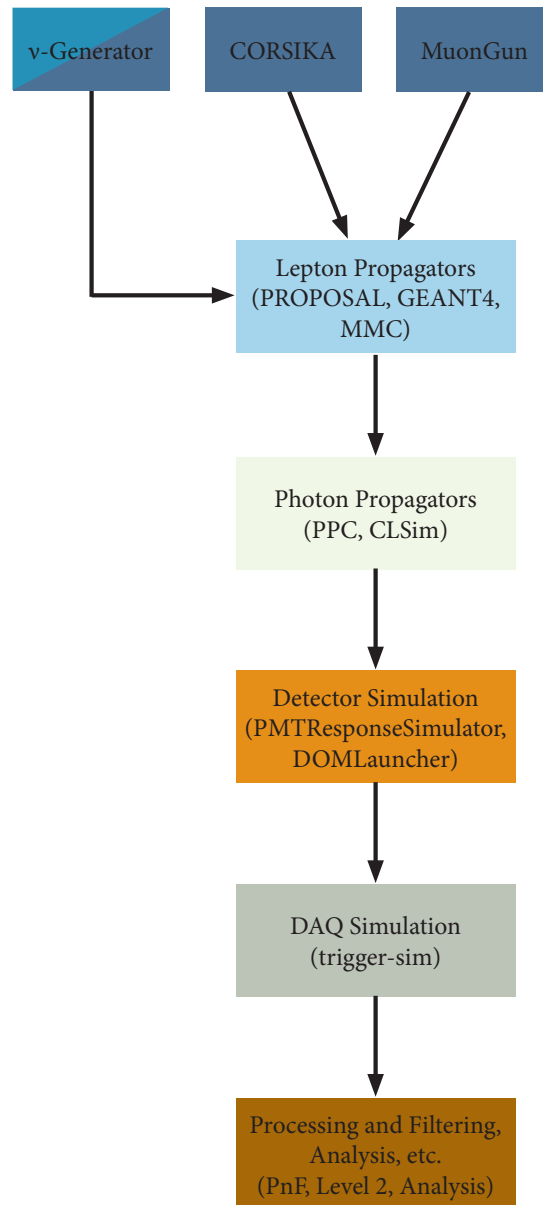 ν-Generator
CORSIKA
MuonGun
Lepton Propagators
(PROPOSAL, GEANT4,
MMC)
Photon Propagators
(PPC, CLSim)
Detector Simulation
(PMTResponseSimulator,
DOMLauncher)
DAQ Simulation
(trigger-sim)
Processing and Filtering,
Analysis, etc.
(PnF, Level 2, Analysis)